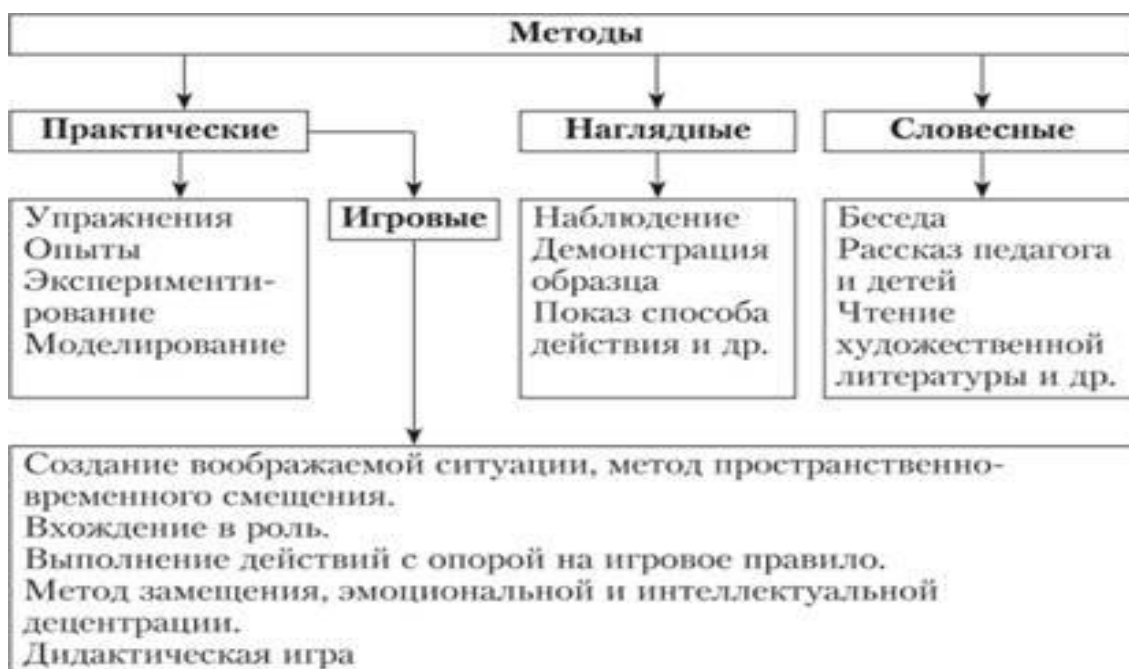 Методы
Практические
Наглядные
Словесные
Упражнения
Опыты
Эксперименти-
рование
Моделирование
Игровые
Наблюдение
Демонстрация
образца
Показ способа
действия и др.
Беседа
Рассказ педагога
и детей
Чтение
художественной
литературы и др.
Создание воображаемой ситуации, метод пространственно-
временного смещения.
Вхождение в роль.
Выполнение действий с опорой на игровое правило.
Метод замещения, эмоциональной и интеллектуальной
децентрации.
Дидактическая игра